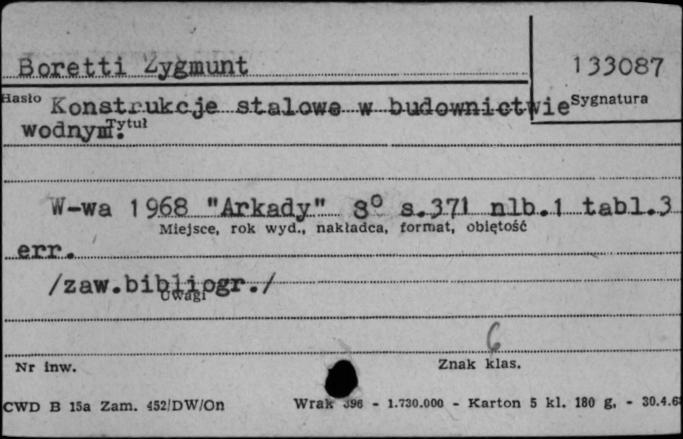 Boretti Zygmunt 133087
Hasło Konstrukcje stalowe w budownictwie Sygnatura
wodnym. Tytuł
W-wa 1968 "Arkady" 8° s.371 nlb.1 tabl.3
Miejsce, rok wyd., nakładca, format, objętość
err.
/zaw.bibliogr./
Uwagi
6
Nr inw. Znak klas.
CWD B 15a Zam. 452/DW/On Wrak 396 - 1.730.000 - Karton 5 kl. 180 g. - 30.4.6